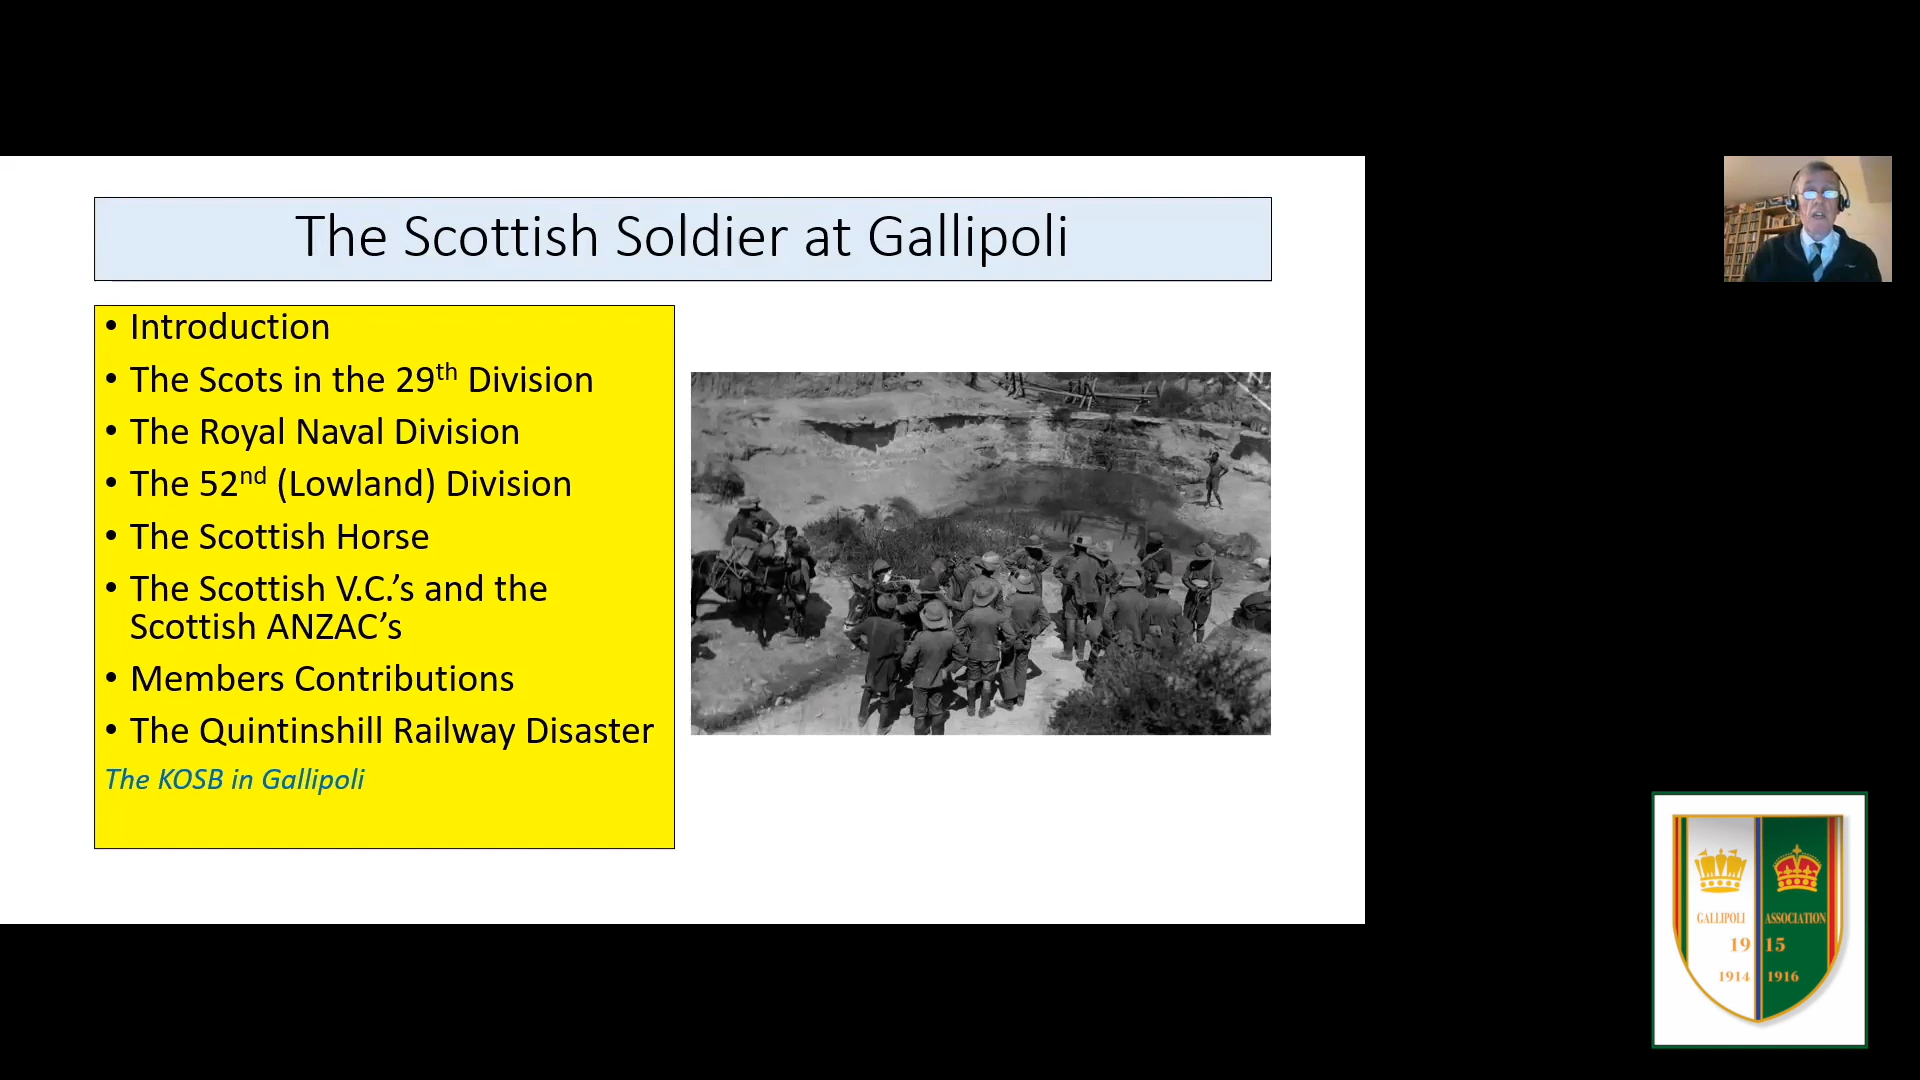 The Scottish Soldier at Gallipoli
• Introduction
• The Scots in the 29th Division
• The Royal Naval Division
• The 52nd (Lowland) Division
• The Scottish Horse
• The Scottish V.C.’s and the
Scottish ANZAC’s
• Members Contributions
• The Quintinshill Railway Disaster
The KOSB in Gallipoli
GALLIPOLI ASSOCIATION
19 15
1914 1916